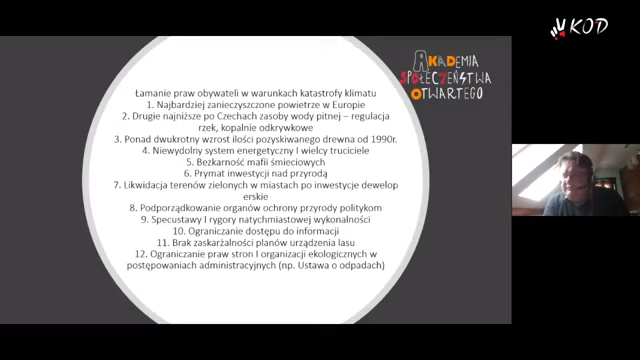 KOD
AKADEMIA
SPOŁECZEŃSTWA
OTWARTEGO
Łamanie praw obywateli w warunkach katastrofy klimatu
1. Najbardziej zanieczyszczone powietrze w Europie
2. Drugie najniższe po Czechach zasoby wody pitnej – regulacja
rzek, kopalnie odkrywkowe
3. Ponad dwukrotny wzrost ilości pozyskiwanego drewna od 1990r.
4. Niewydolny system energetyczny I wielcy truciciele
5. Bezkarność mafii śmieciowych
6. Prymat inwestycji nad przyrodą
7. Likwidacja terenów zielonych w miastach po inwestycje dewelop
erskie
8. Podporządkowanie organów ochrony przyrody politykom
9. Specustawy I rygory natychmiastowej wykonalności
10. Ograniczanie dostępu do informacji
11. Brak zaskarżalności planów urządzenia lasu
12. Ograniczanie praw stron I organizacji ekologicznych w
postępowaniach administracyjnych (np. Ustawa o odpadach)